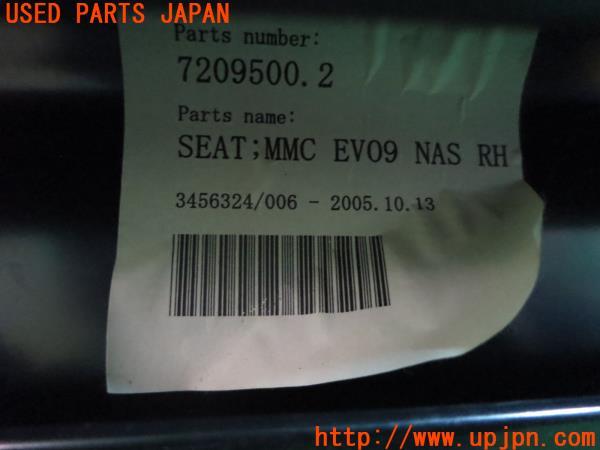 USED PARTS JAPAN
Parts number:
7209500.2
Parts name:
SEAT;MMC EVO9 NAS RH
3456324/006 - 2005.10.13
http://www.upjpn.com/